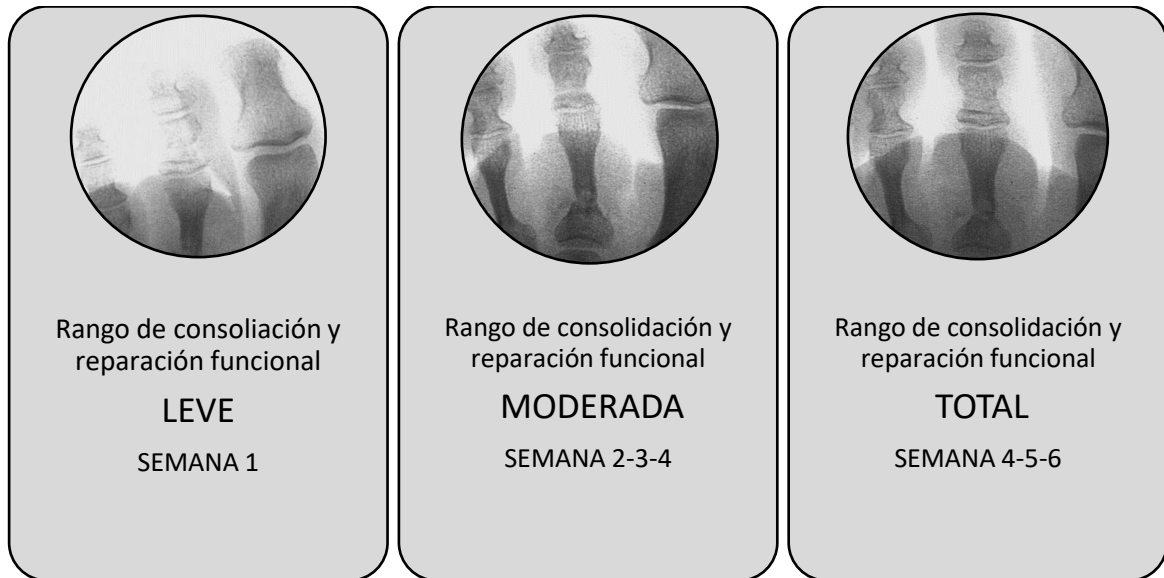 Rango de consoliación y
reparación funcional
LEVE
SEMANA 1
Rango de consolidación y
reparación funcional
MODERADA
SEMANA 2-3-4
Rango de consolidación y
reparación funcional
TOTAL
SEMANA 4-5-6